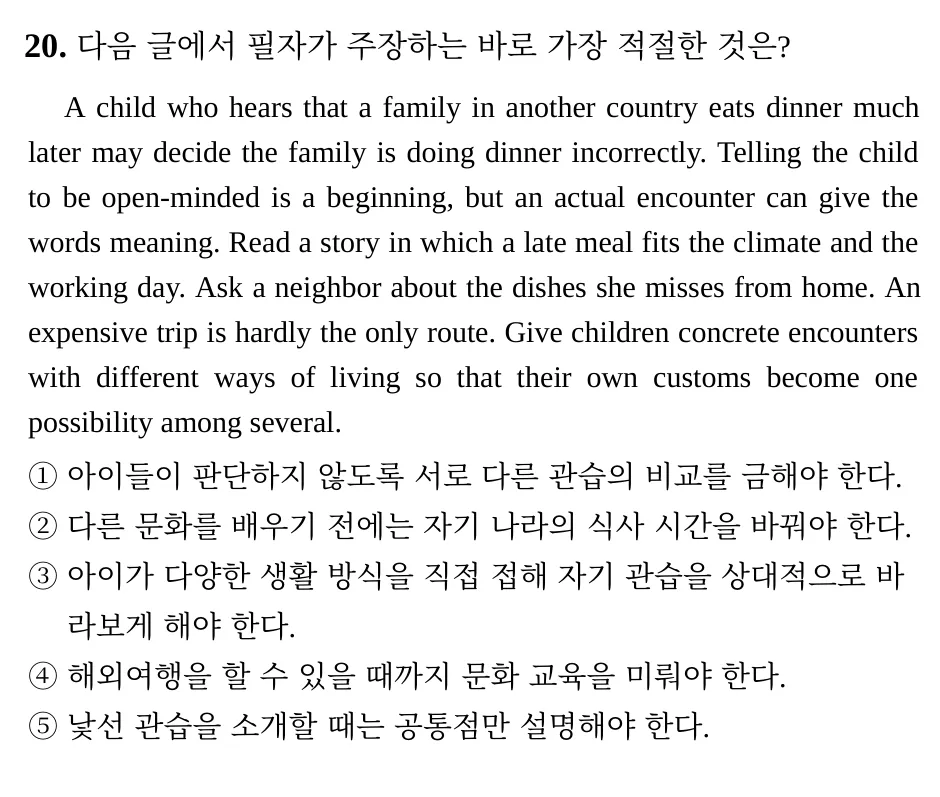 20. 다음 글에서 필자가 주장하는 바로 가장 적절한 것은?
A child who hears that a family in another country eats dinner much
later may decide the family is doing dinner incorrectly. Telling the child
to be open-minded is a beginning, but an actual encounter can give the
words meaning. Read a story in which a late meal fits the climate and the
working day. Ask a neighbor about the dishes she misses from home. An
expensive trip is hardly the only route. Give children concrete encounters
with different ways of living so that their own customs become one
possibility among several.
① 아이들이 판단하지 않도록 서로 다른 관습의 비교를 금해야 한다.
② 다른 문화를 배우기 전에는 자기 나라의 식사 시간을 바꿔야 한다.
③ 아이가 다양한 생활 방식을 직접 접해 자기 관습을 상대적으로 바
라보게 해야 한다.
④ 해외여행을 할 수 있을 때까지 문화 교육을 미뤄야 한다.
⑤ 낯선 관습을 소개할 때는 공통점만 설명해야 한다.